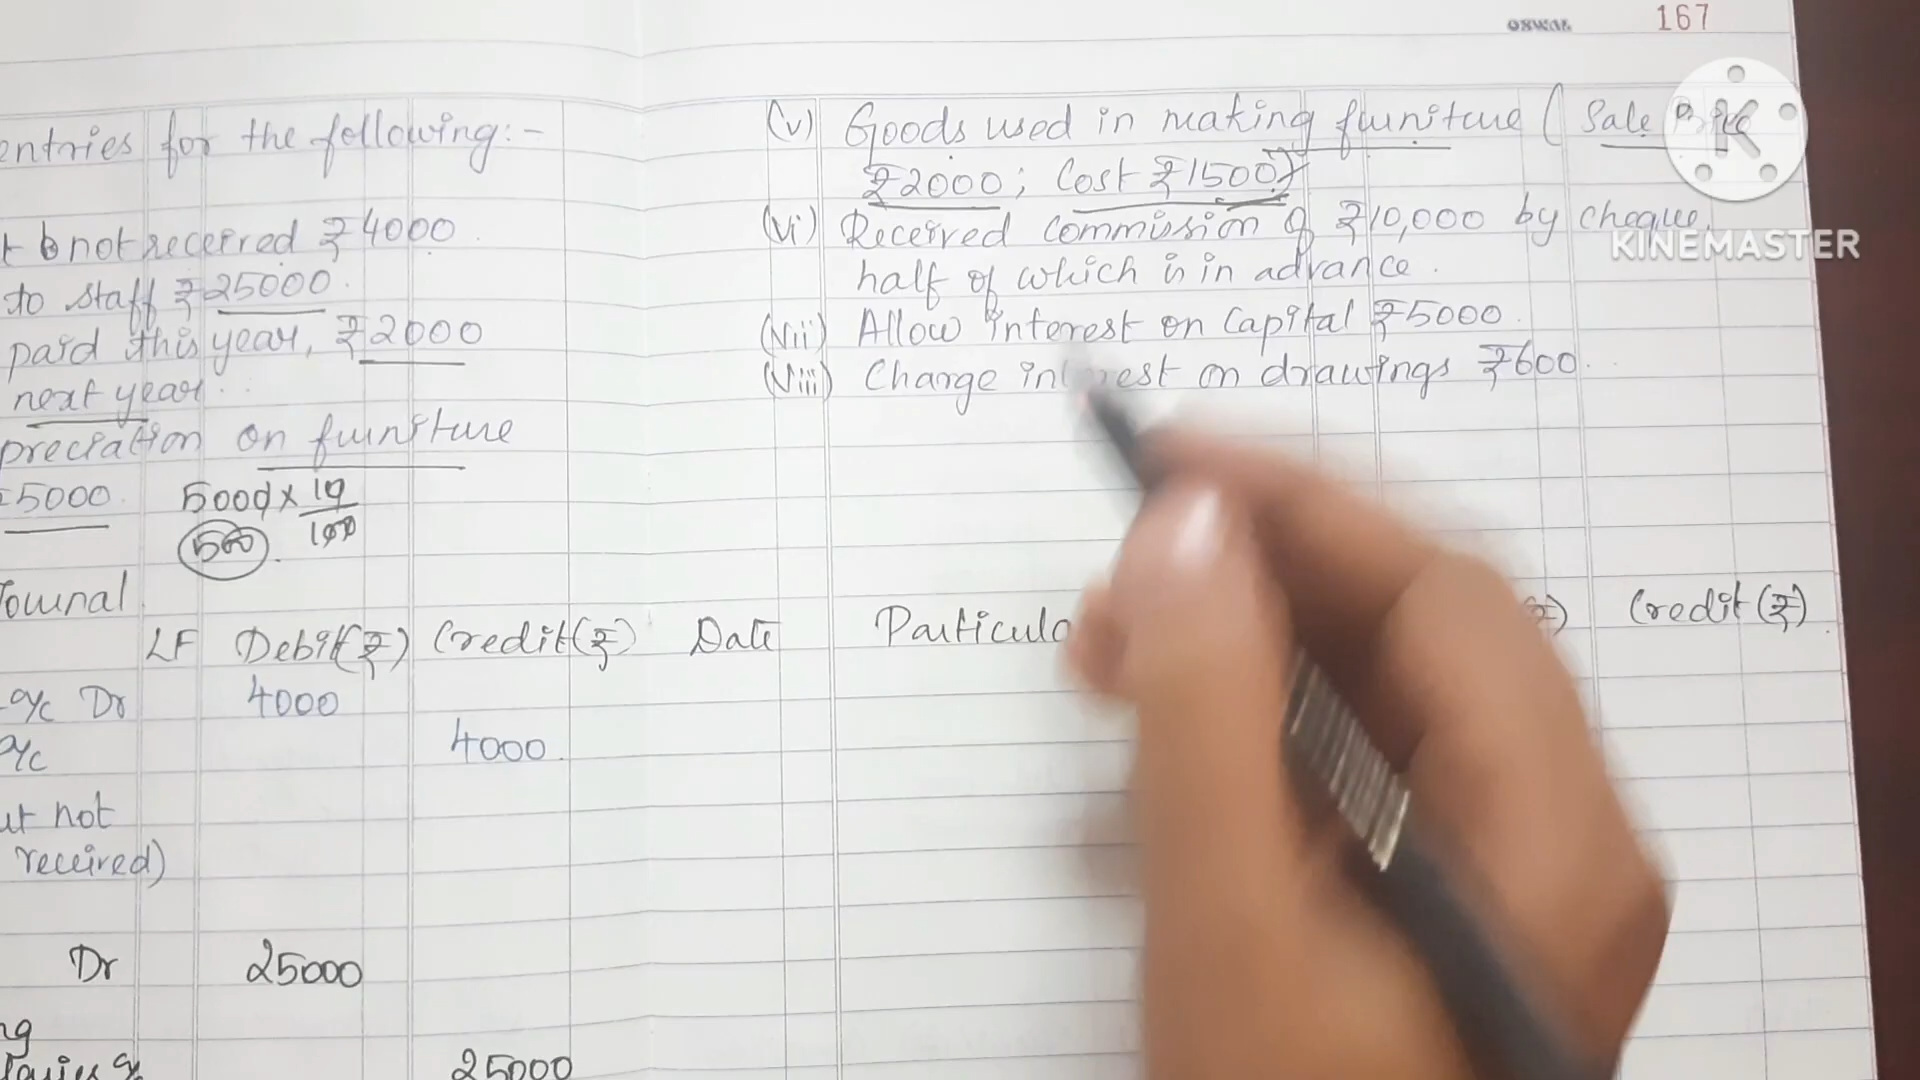 OSWAL 167
entries for the following:-
not received ₹4000.
to staff ₹25000.
paid this year, ₹2000
next year.
preciation on furniture
5000. 5000 x 10
500. 100
Journal
LF Debit(₹) Credit(₹)
a/c Dr 4000
a/c 4000.
ut not
received)
Dr 25000
ng
laries a/c 25000
(v) Goods used in making furniture ( Sale
₹2000; Cost ₹1500)
(vi) Received commission of ₹10,000 by cheque,
half of which is in advance.
(vii) Allow interest on Capital ₹5000.
(viii) Charge interest on drawings ₹600.
Date Particula ₹) Credit (₹)
K
KINEMASTER